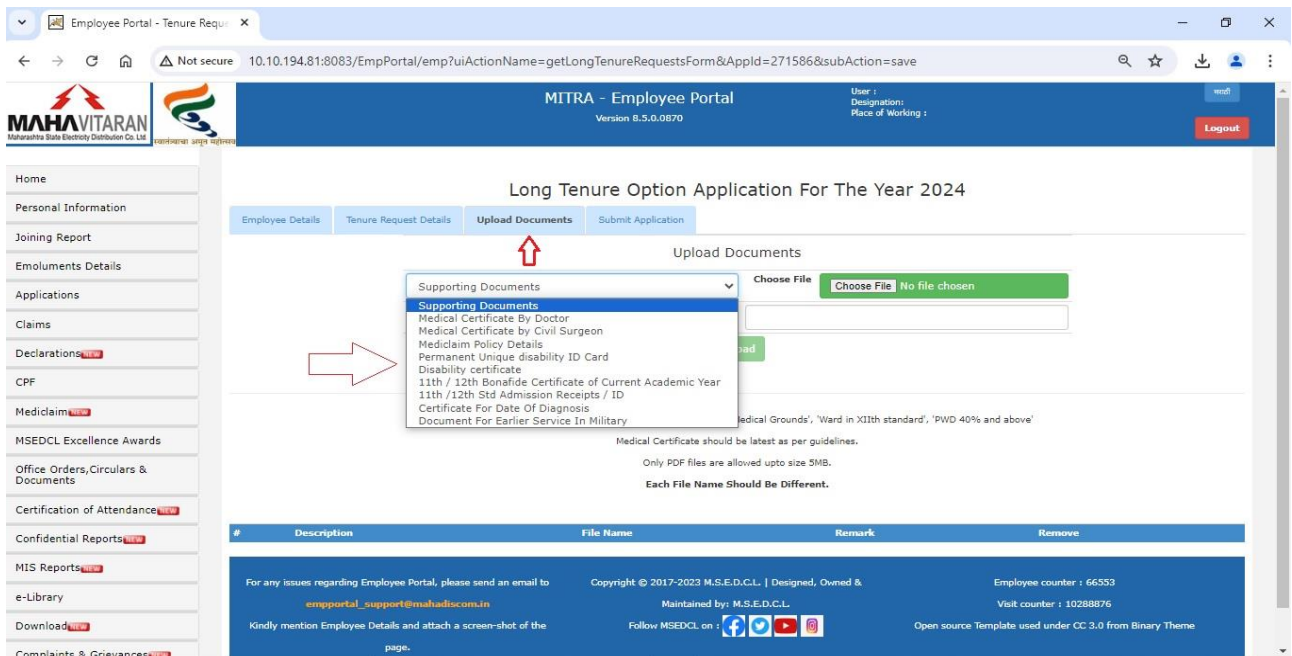 Employee Portal - Tenure Reque
Not secure 10.10.194.81:8083/EmpPortal/emp?uiActionName=getLongTenureRequestsForm&AppId=271586&subAction=save
MAHAVITARAN
Maharashtra State Electricity Distribution Co. Ltd
MITRA - Employee Portal
Version 8.5.0.0870
User :
Designation:
Place of Working :
मराठी
Logout
Home
Personal Information
Joining Report
Emoluments Details
Applications
Claims
Declarations NEW
CPF
Mediclaim NEW
MSEDCL Excellence Awards
Office Orders,Circulars &
Documents
Certification of Attendance NEW
Confidential Reports NEW
MIS Reports NEW
e-Library
Download NEW
Complaints & Grievances NEW
Long Tenure Option Application For The Year 2024
Employee Details Tenure Request Details Upload Documents Submit Application
Upload Documents
Supporting Documents Choose File Choose File No file chosen
Supporting Documents
Medical Certificate By Doctor
Medical Certificate by Civil Surgeon
Mediclaim Policy Details
Permanent Unique disability ID Card
Disability certificate
11th / 12th Bonafide Certificate of Current Academic Year
11th /12th Std Admission Receipts / ID
Certificate For Date Of Diagnosis
Document For Earlier Service In Military
edical Grounds', 'Ward in XIIth standard', 'PWD 40% and above'
Medical Certificate should be latest as per guidelines.
Only PDF files are allowed upto size 5MB.
Each File Name Should Be Different.
# Description File Name Remark Remove
For any issues regarding Employee Portal, please send an email to
empportal_support@mahadiscom.in
Kindly mention Employee Details and attach a screen-shot of the
page.
Copyright © 2017-2023 M.S.E.D.C.L. | Designed, Owned &
Maintained by: M.S.E.D.C.L.
Follow MSEDCL on :
Employee counter : 66553
Visit counter : 10288876
Open source Template used under CC 3.0 from Binary Theme